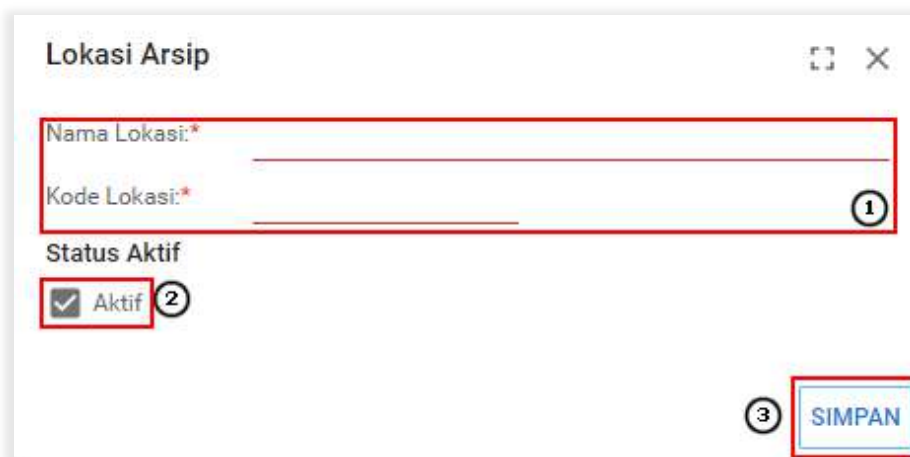 Lokasi Arsip
Nama Lokasi:*
Kode Lokasi:*
1
Status Aktif
Aktif 2
3 SIMPAN